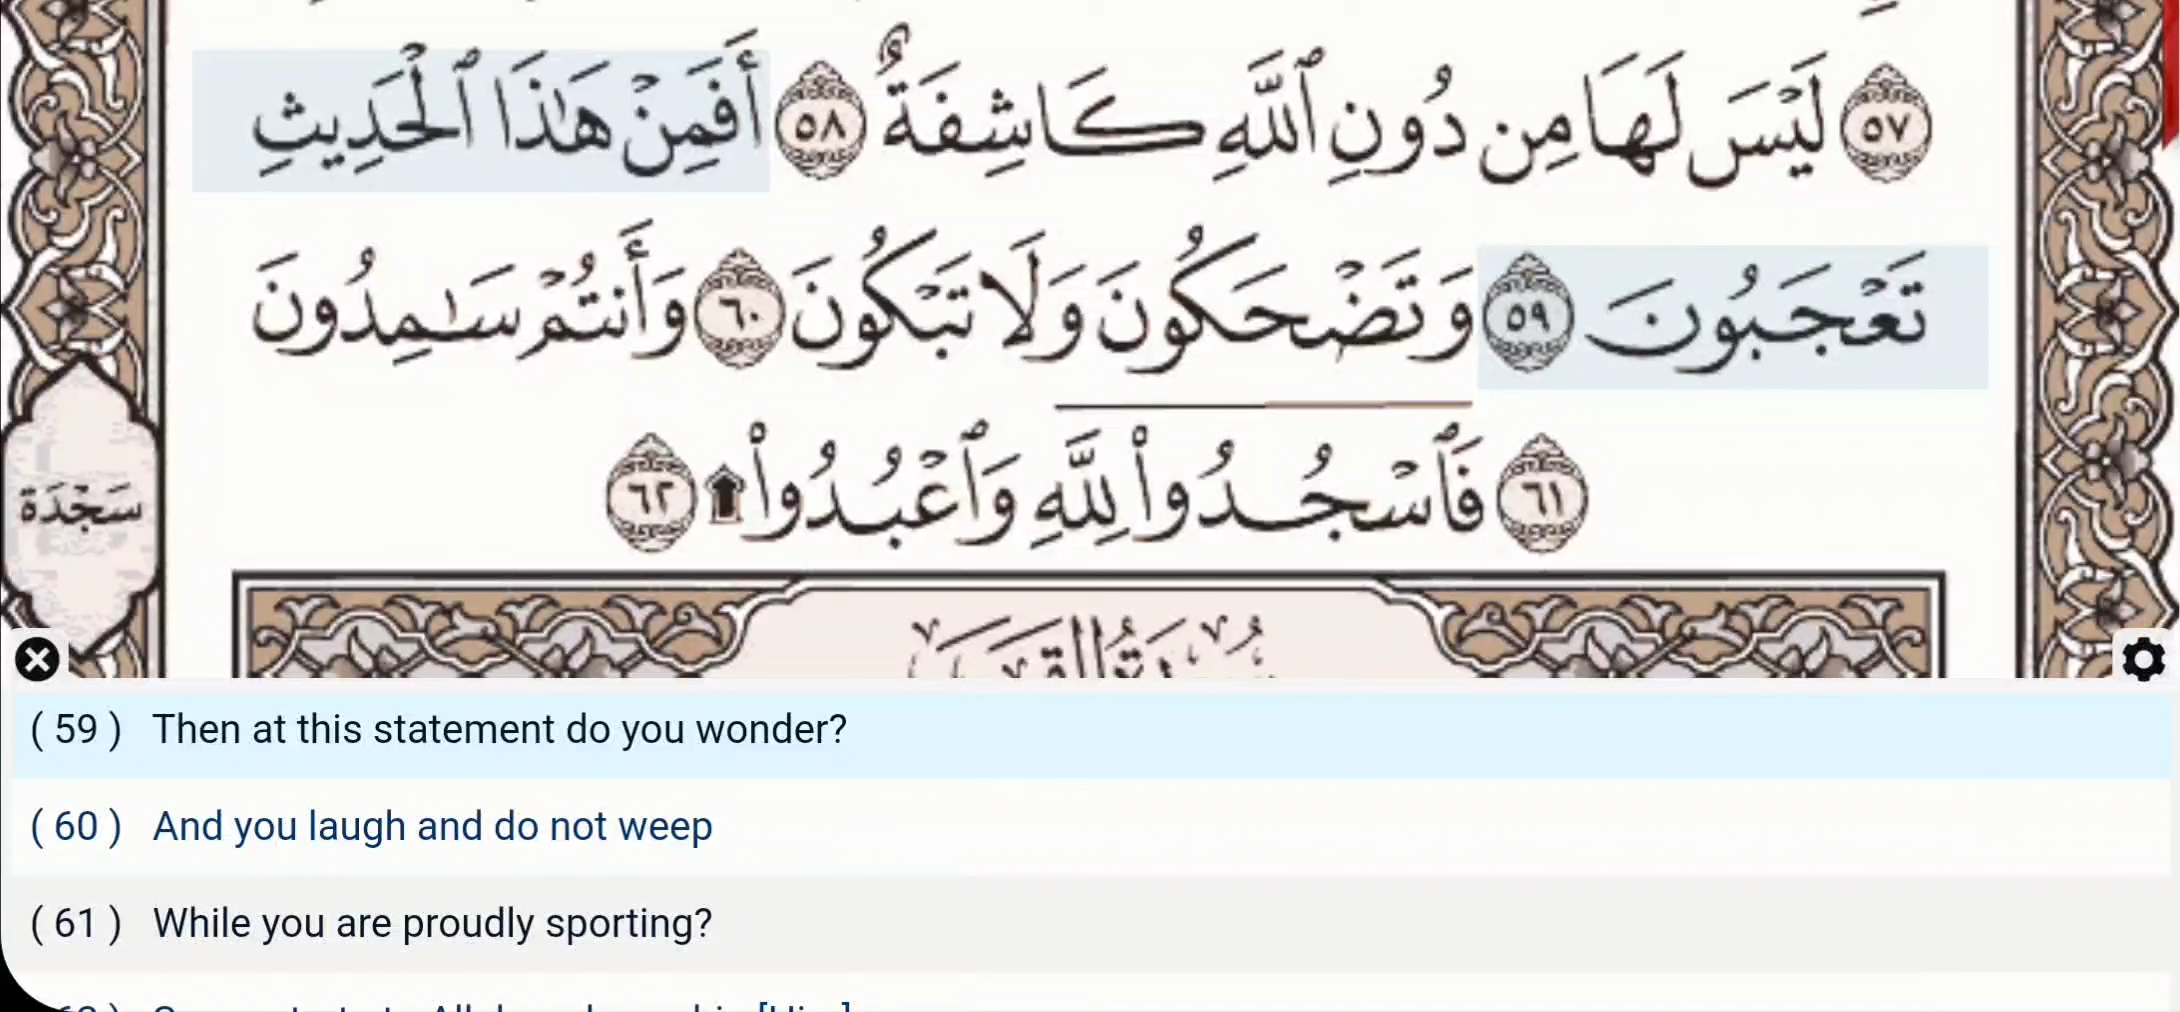 ٥٧ لَيْسَ لَهَا مِن دُونِ ٱللَّهِ كَاشِفَةٌ ٥٨ أَفَمِنْ هَٰذَا ٱلْحَدِيثِ
تَعْجَبُونَ ٥٩ وَتَضْحَكُونَ وَلَا تَبْكُونَ ٦٠ وَأَنتُمْ سَٰمِدُونَ
٦١ فَٱسْجُدُوا۟ لِلَّهِ وَٱعْبُدُوا۟ ۩ ٦٢
سَجْدَة
( 59 ) Then at this statement do you wonder?
( 60 ) And you laugh and do not weep
( 61 ) While you are proudly sporting?